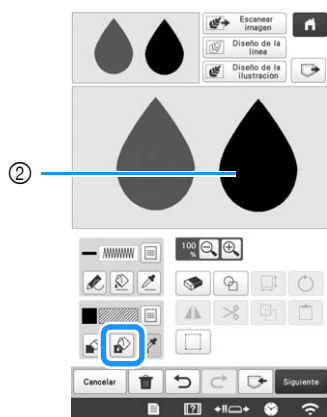 Escanear
imagen
Diseño de la
línea
Diseño de la
ilustración
②
100
%
Cancelar
Siguiente